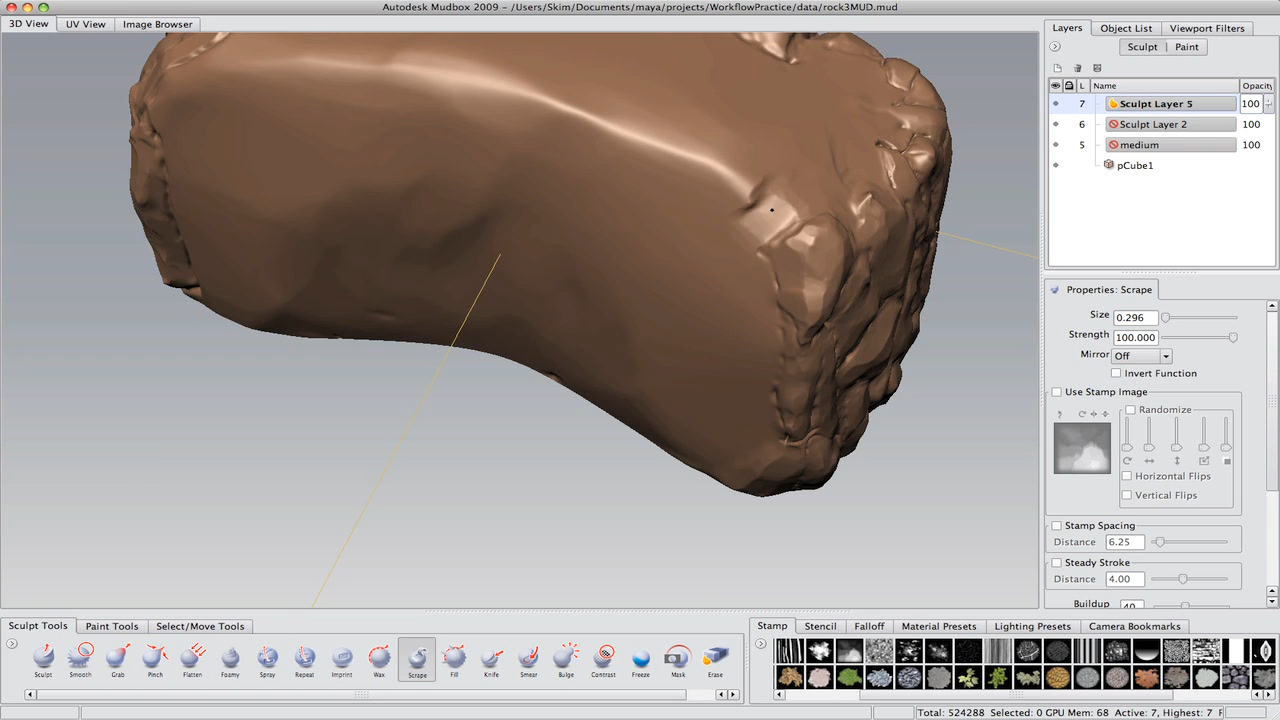 Autodesk Mudbox 2009 - /Users/Skim/Documents/maya/projects/WorkflowPractice/data/rock3MUD.mud
3D View UV View Image Browser
Layers Object List Viewport Filters
Sculpt Paint
L Name Opacity
7 Sculpt Layer 5 100
6 Sculpt Layer 2 100
5 medium 100
pCube1
Properties: Scrape
Size 0.296
Strength 100.000
Mirror Off
Invert Function
Use Stamp Image
Randomize
Horizontal Flips
Vertical Flips
Stamp Spacing
Distance 6.25
Steady Stroke
Distance 4.00
Buildup 40
Sculpt Tools Paint Tools Select/Move Tools
Sculpt Smooth Grab Pinch Flatten Foamy Spray Repeat Imprint Wax Scrape Fill Knife Smear Bulge Contrast Freeze Mask Erase
Stamp Stencil Falloff Material Presets Lighting Presets Camera Bookmarks
Total: 524288 Selected: 0 GPU Mem: 68 Active: 7, Highest: 7 F